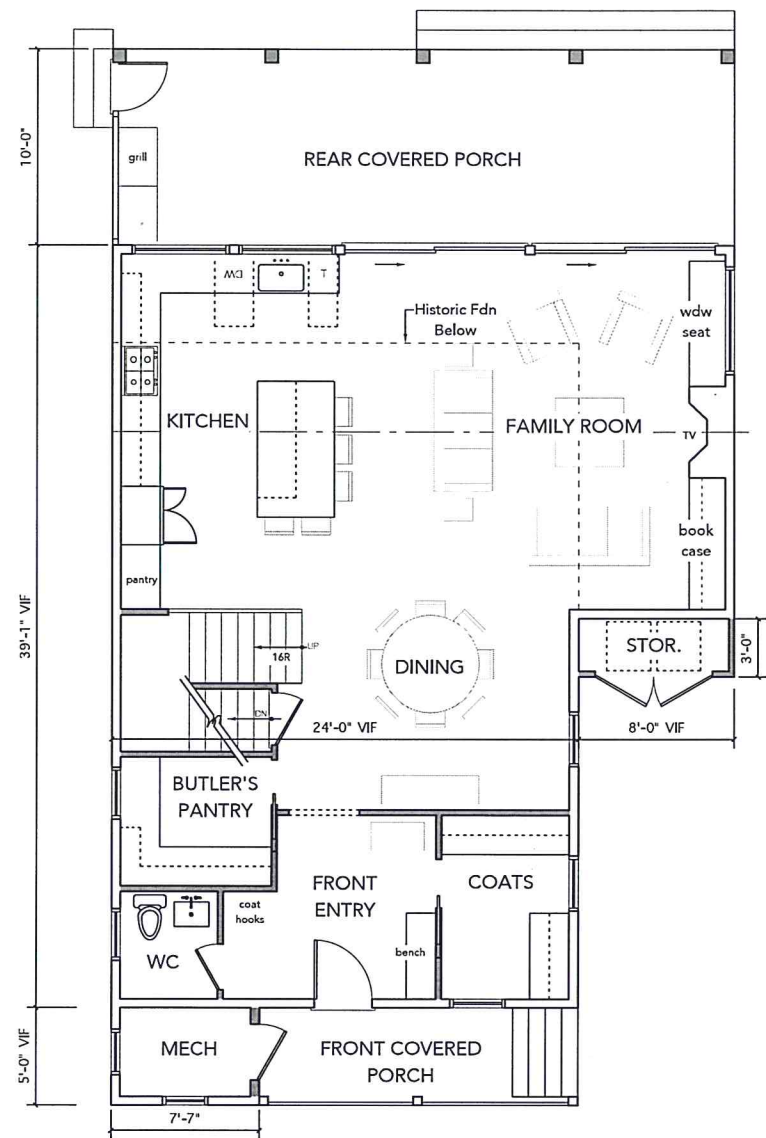 10'-0"
grill
REAR COVERED PORCH
DW
T
Historic Fdn
Below
wdw
seat
KITCHEN
FAMILY ROOM
TV
pantry
book
case
39'-1" VIF
UP
16R
DINING
STOR.
3'-0"
DN
24'-0" VIF
8'-0" VIF
BUTLER'S
PANTRY
FRONT
ENTRY
COATS
coat
hooks
WC
bench
5'-0" VIF
MECH
FRONT COVERED
PORCH
7'-7"